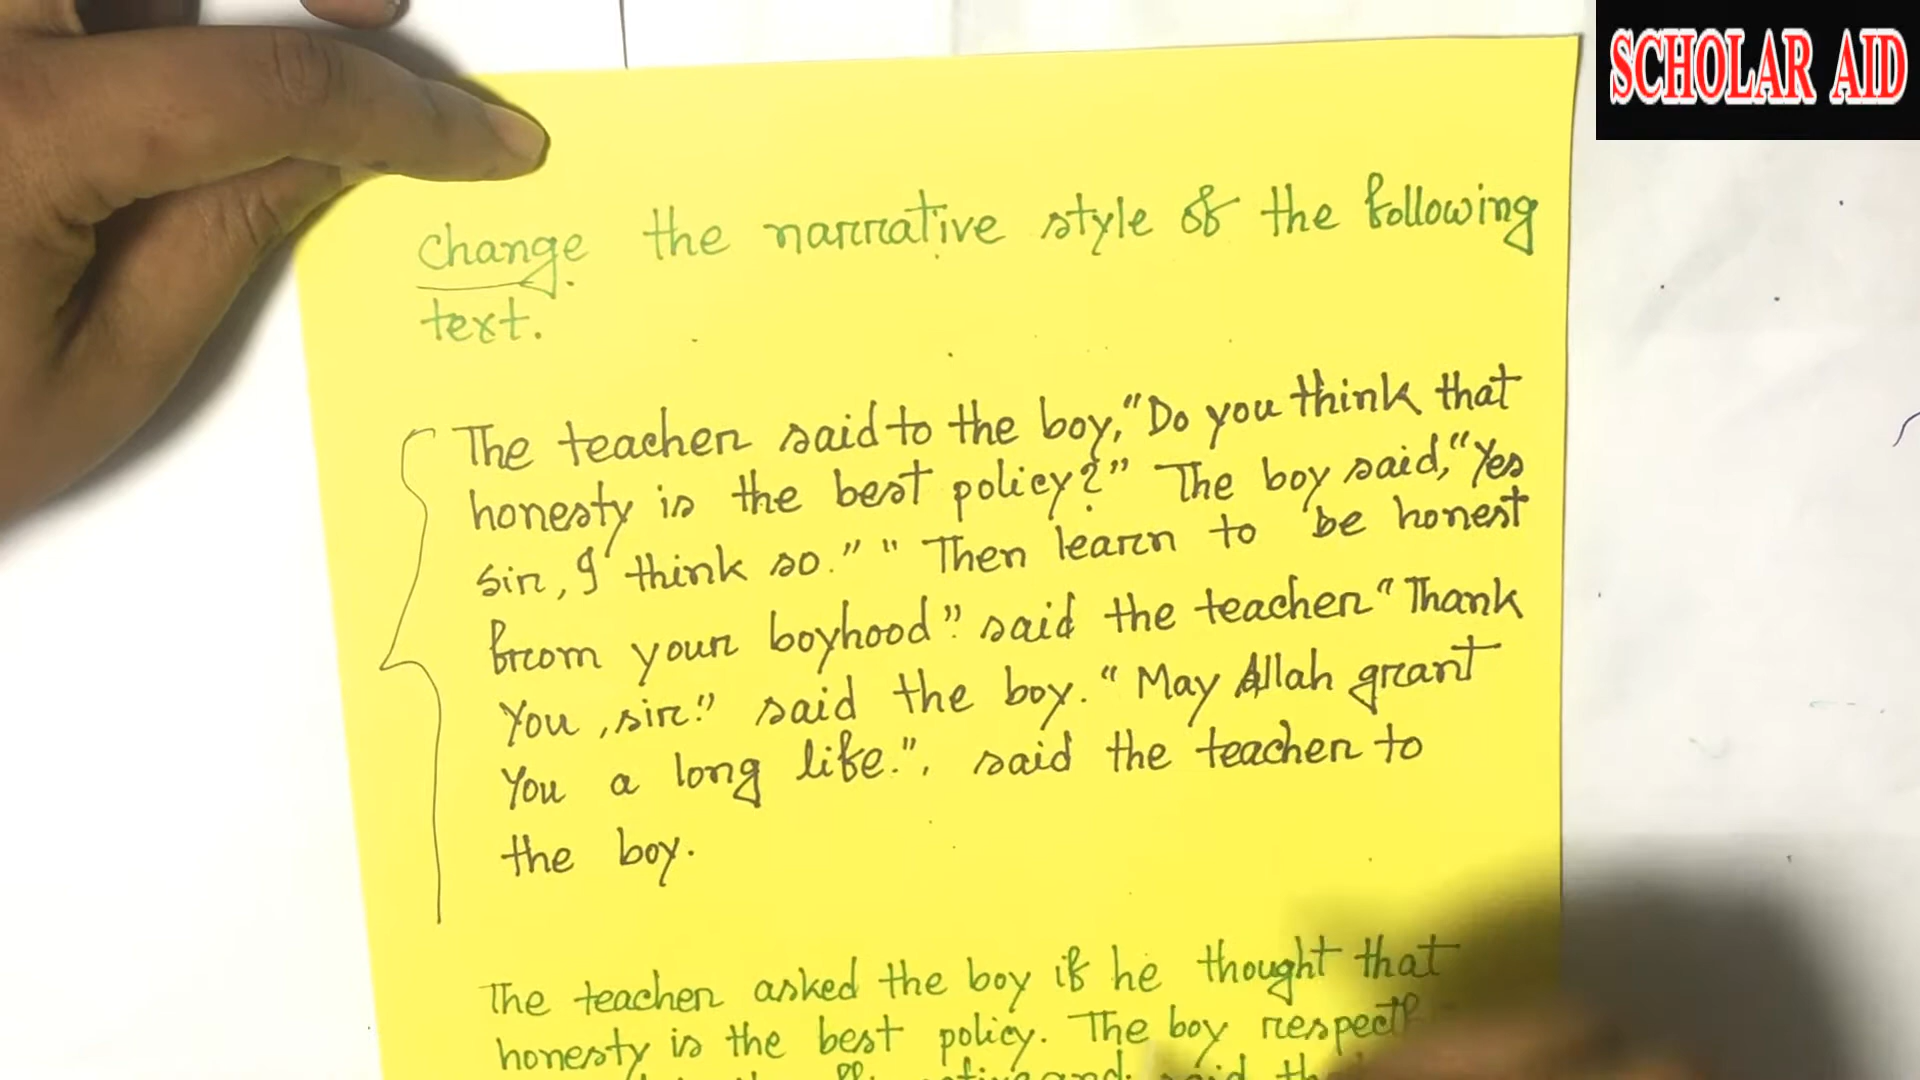 SCHOLAR AID
Change the narrative style of the following
text.
The teacher said to the boy, "Do you think that
honesty is the best policy?" The boy said, "Yes
sir, I think so." "Then learn to be honest
from your boyhood". said the teacher "Thank
You, sir." said the boy. "May Allah grant
You a long life.". said the teacher to
the boy.
The teacher asked the boy if he thought that
honesty is the best policy. The boy
and said